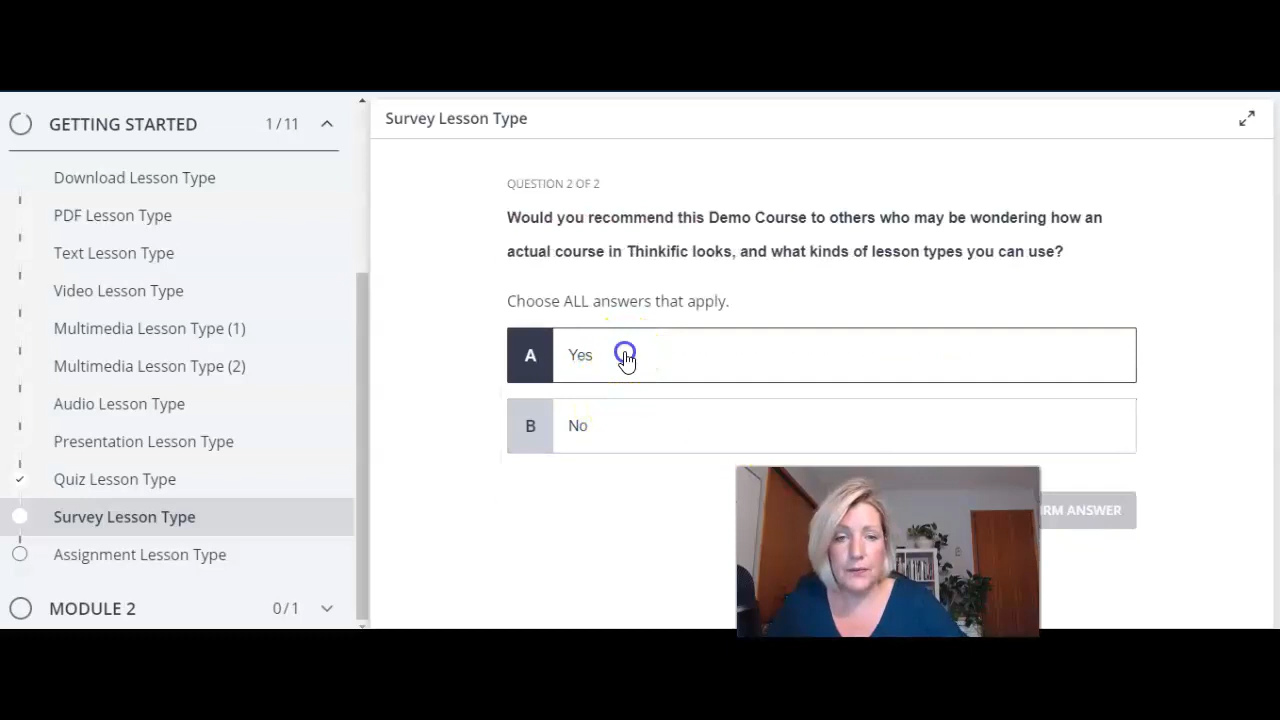 GETTING STARTED 1 / 11
Download Lesson Type
PDF Lesson Type
Text Lesson Type
Video Lesson Type
Multimedia Lesson Type (1)
Multimedia Lesson Type (2)
Audio Lesson Type
Presentation Lesson Type
Quiz Lesson Type
Survey Lesson Type
Assignment Lesson Type
MODULE 2 0 / 1
Survey Lesson Type
QUESTION 2 OF 2
Would you recommend this Demo Course to others who may be wondering how an
actual course in Thinkific looks, and what kinds of lesson types you can use?
Choose ALL answers that apply.
A Yes
B No
RM ANSWER